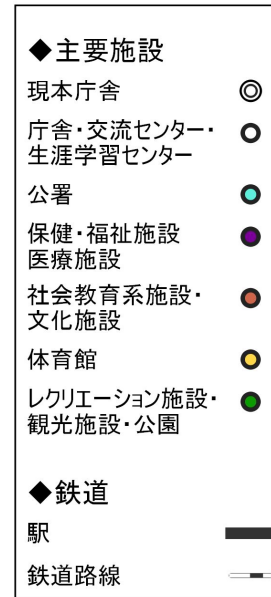 ◆主要施設
現本庁舎
庁舎・交流センター・
生涯学習センター
公署
保健・福祉施設
医療施設
社会教育系施設・
文化施設
体育館
レクリエーション施設・
観光施設・公園
◆鉄道
駅
鉄道路線